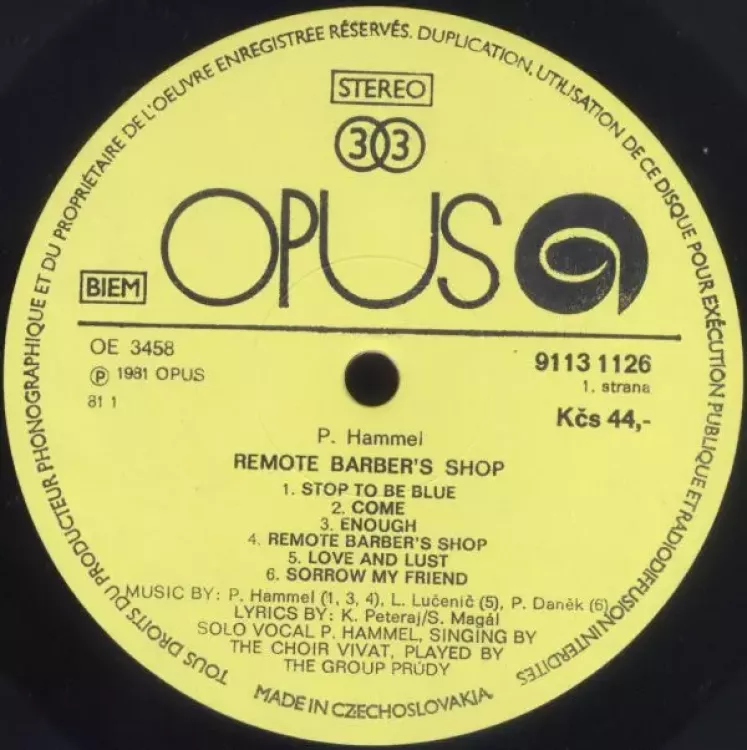 TOUS DROITS DU PRODUCTEUR PHONOGRAPHIQUE ET DU PROPRIÉTAIRE DE L'OEUVRE ENREGISTREE RÉSERVÉS. DUPLICATION, UTILISATION DE CE DISQUE POUR EXÉCUTION PUBLIQUE ET RADIODIFFUSION INTERDITES
STEREO
33
OPUS
BIEM
OE 3458
Ⓟ 1981 OPUS
81 1
9113 1126
1. strana
Kčs 44,-
P. Hammel
REMOTE BARBER'S SHOP
1. STOP TO BE BLUE
2. COME
3. ENOUGH
4. REMOTE BARBER'S SHOP
5. LOVE AND LUST
6. SORROW MY FRIEND
MUSIC BY: P. Hammel (1, 3, 4), L. Lučenič (5), P. Daněk (6)
LYRICS BY: K. Peteraj/S. Magál
SOLO VOCAL P. HAMMEL, SINGING BY
THE CHOIR VIVAT, PLAYED BY
THE GROUP PRÚDY
MADE IN CZECHOSLOVAKIA